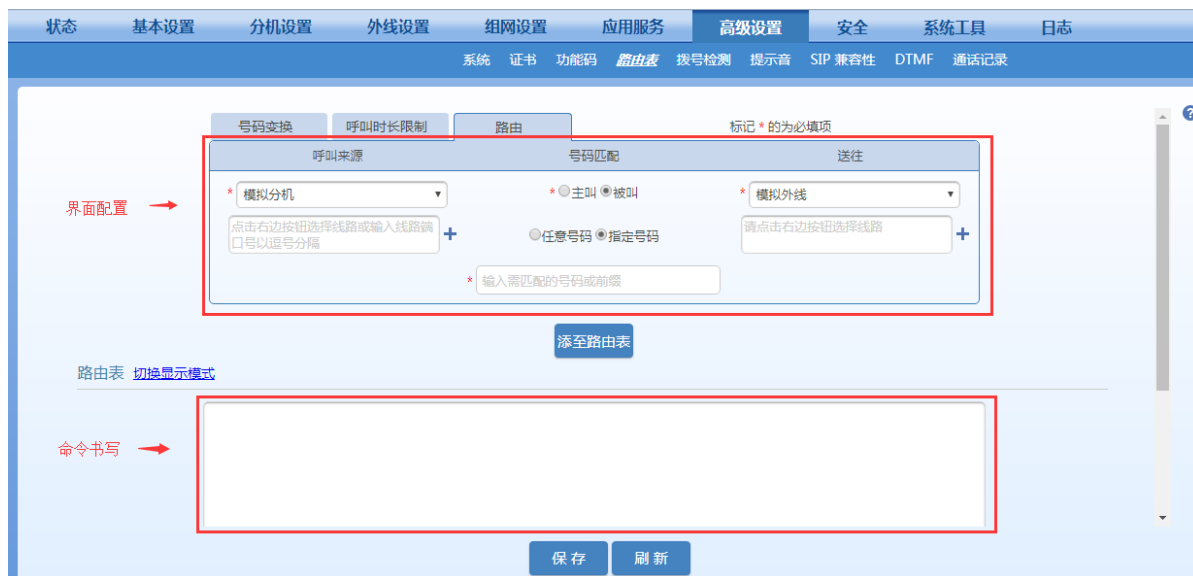 状态 基本设置 分机设置 外线设置 组网设置 应用服务 高级设置 安全 系统工具 日志
系统 证书 功能码 路由表 拨号检测 提示音 SIP 兼容性 DTMF 通话记录
号码变换 呼叫时长限制 路由 标记 * 的为必填项
呼叫来源 号码匹配 送往
* 模拟分机 * 主叫 被叫 * 模拟外线
界面配置
点击右边按钮选择线路或输入线路端
口号以逗号分隔
任意号码 指定号码
请点击右边按钮选择线路
* 输入需匹配的号码或前缀
添至路由表
路由表 切换显示模式
命令书写
保存 刷新